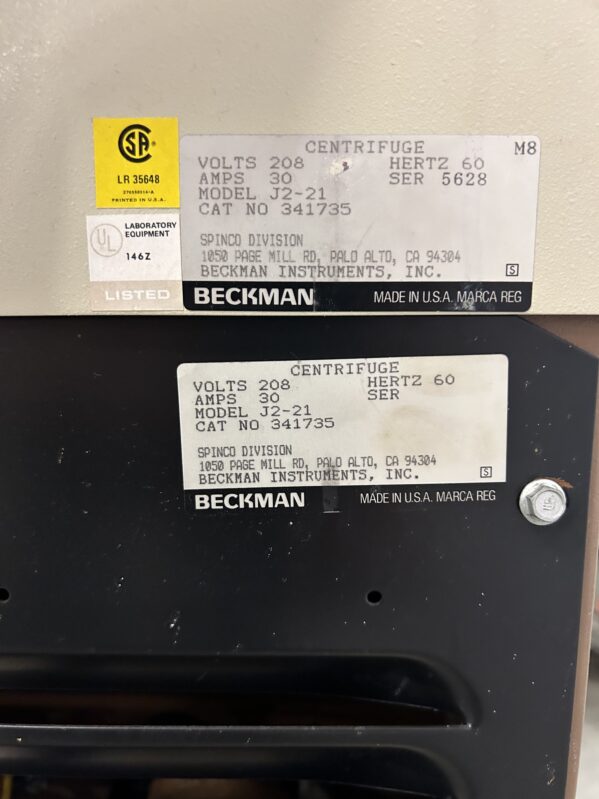 SA
LR 35648
PRINTED IN U.S.A.
UL
LABORATORY
EQUIPMENT
146Z
LISTED
CENTRIFUGE M8
VOLTS 208 HERTZ 60
AMPS 30 SER 5628
MODEL J2-21
CAT NO 341735
SPINCO DIVISION
1050 PAGE MILL RD, PALO ALTO, CA 94304
BECKMAN INSTRUMENTS, INC. S
BECKMAN MADE IN U.S.A. MARCA REG
CENTRIFUGE
VOLTS 208 HERTZ 60
AMPS 30 SER
MODEL J2-21
CAT NO 341735
SPINCO DIVISION
1050 PAGE MILL RD, PALO ALTO, CA 94304
BECKMAN INSTRUMENTS, INC. S
BECKMAN MADE IN U.S.A. MARCA REG